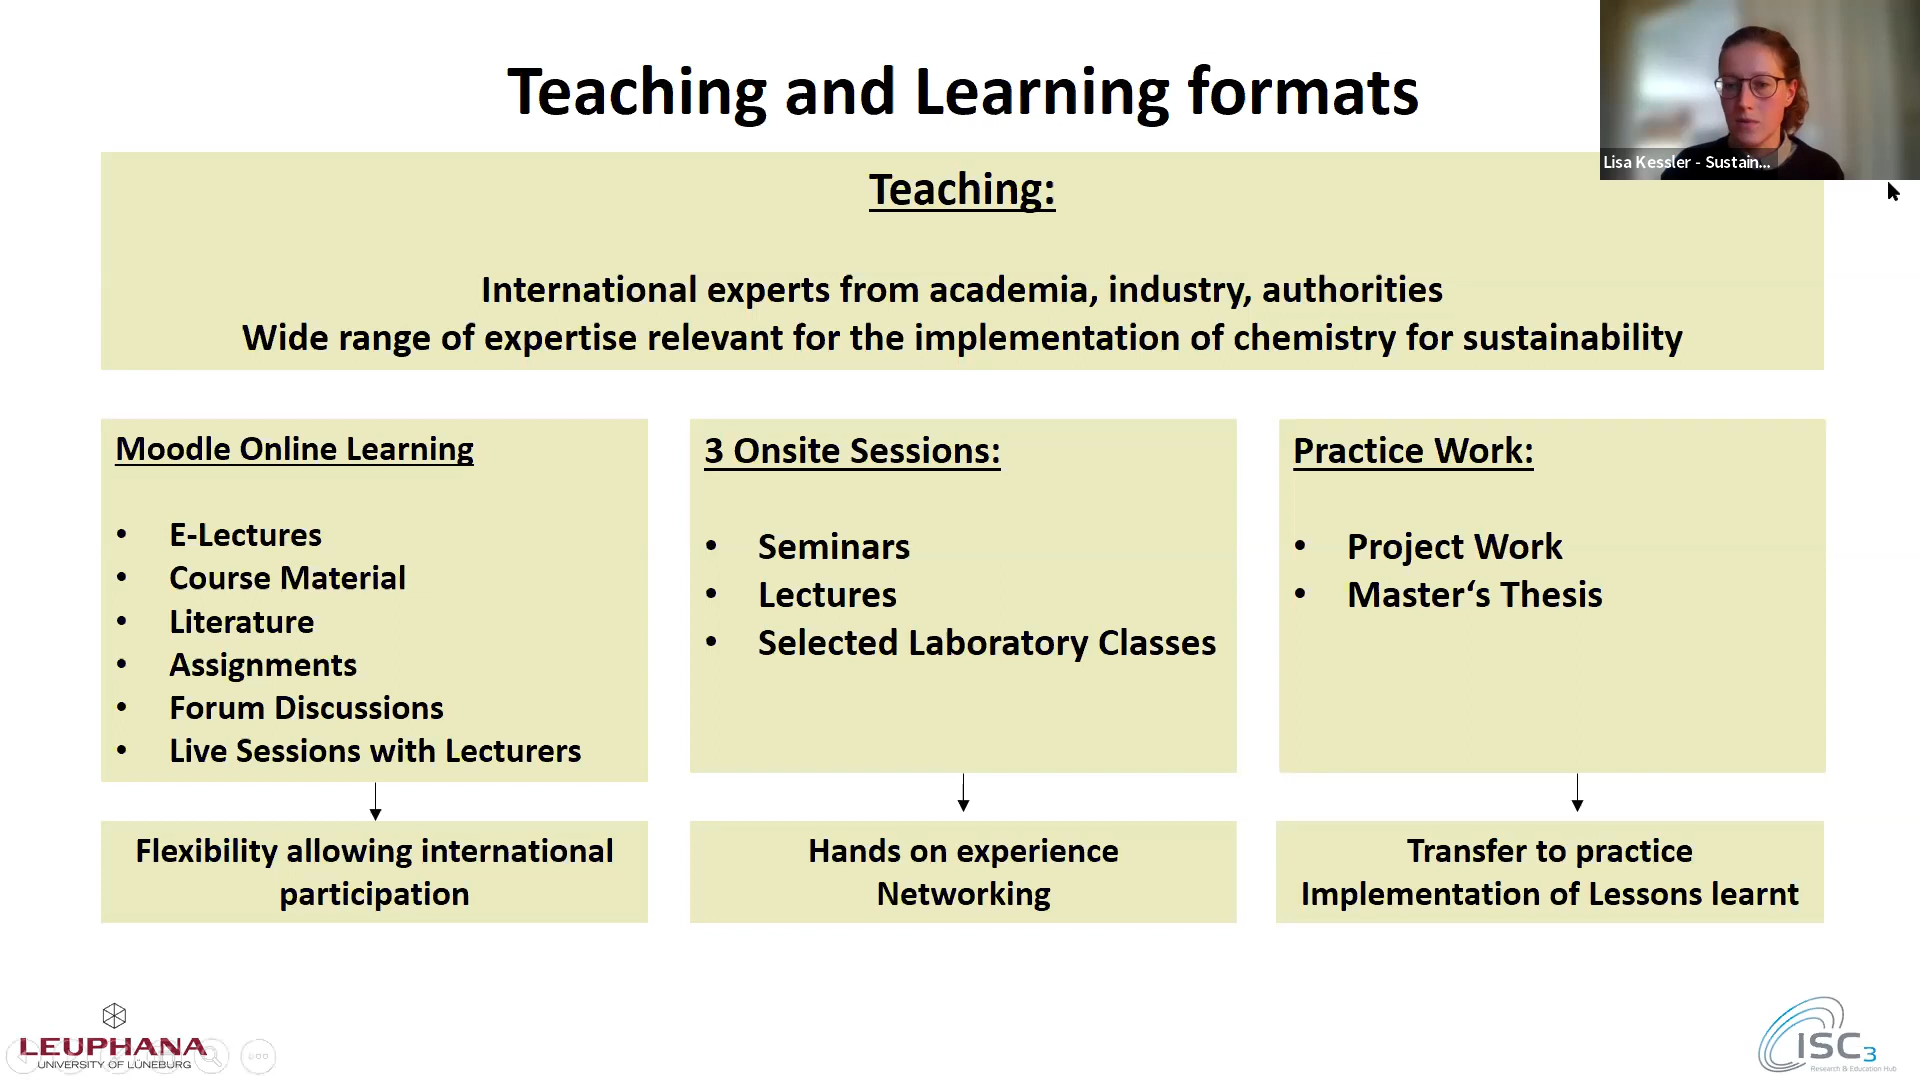 Teaching and Learning formats
Lisa Kessler - Sustain...
Teaching:
International experts from academia, industry, authorities
Wide range of expertise relevant for the implementation of chemistry for sustainability
Moodle Online Learning
• E-Lectures
• Course Material
• Literature
• Assignments
• Forum Discussions
• Live Sessions with Lecturers
Flexibility allowing international
participation
3 Onsite Sessions:
• Seminars
• Lectures
• Selected Laboratory Classes
Hands on experience
Networking
Practice Work:
• Project Work
• Master‘s Thesis
Transfer to practice
Implementation of Lessons learnt
LEUPHANA
UNIVERSITY OF LÜNEBURG
ISC3
Research & Education Hub